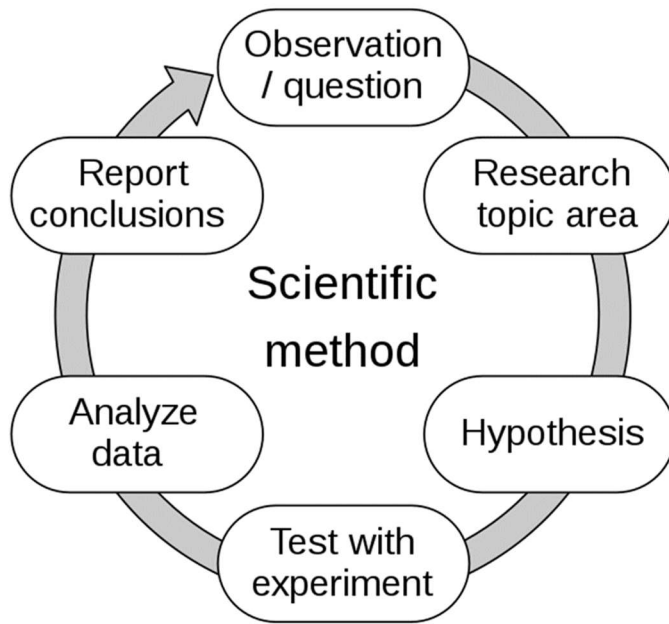 Observation
/ question
Research
topic area
Hypothesis
Test with
experiment
Analyze
data
Report
conclusions
Scientific
method